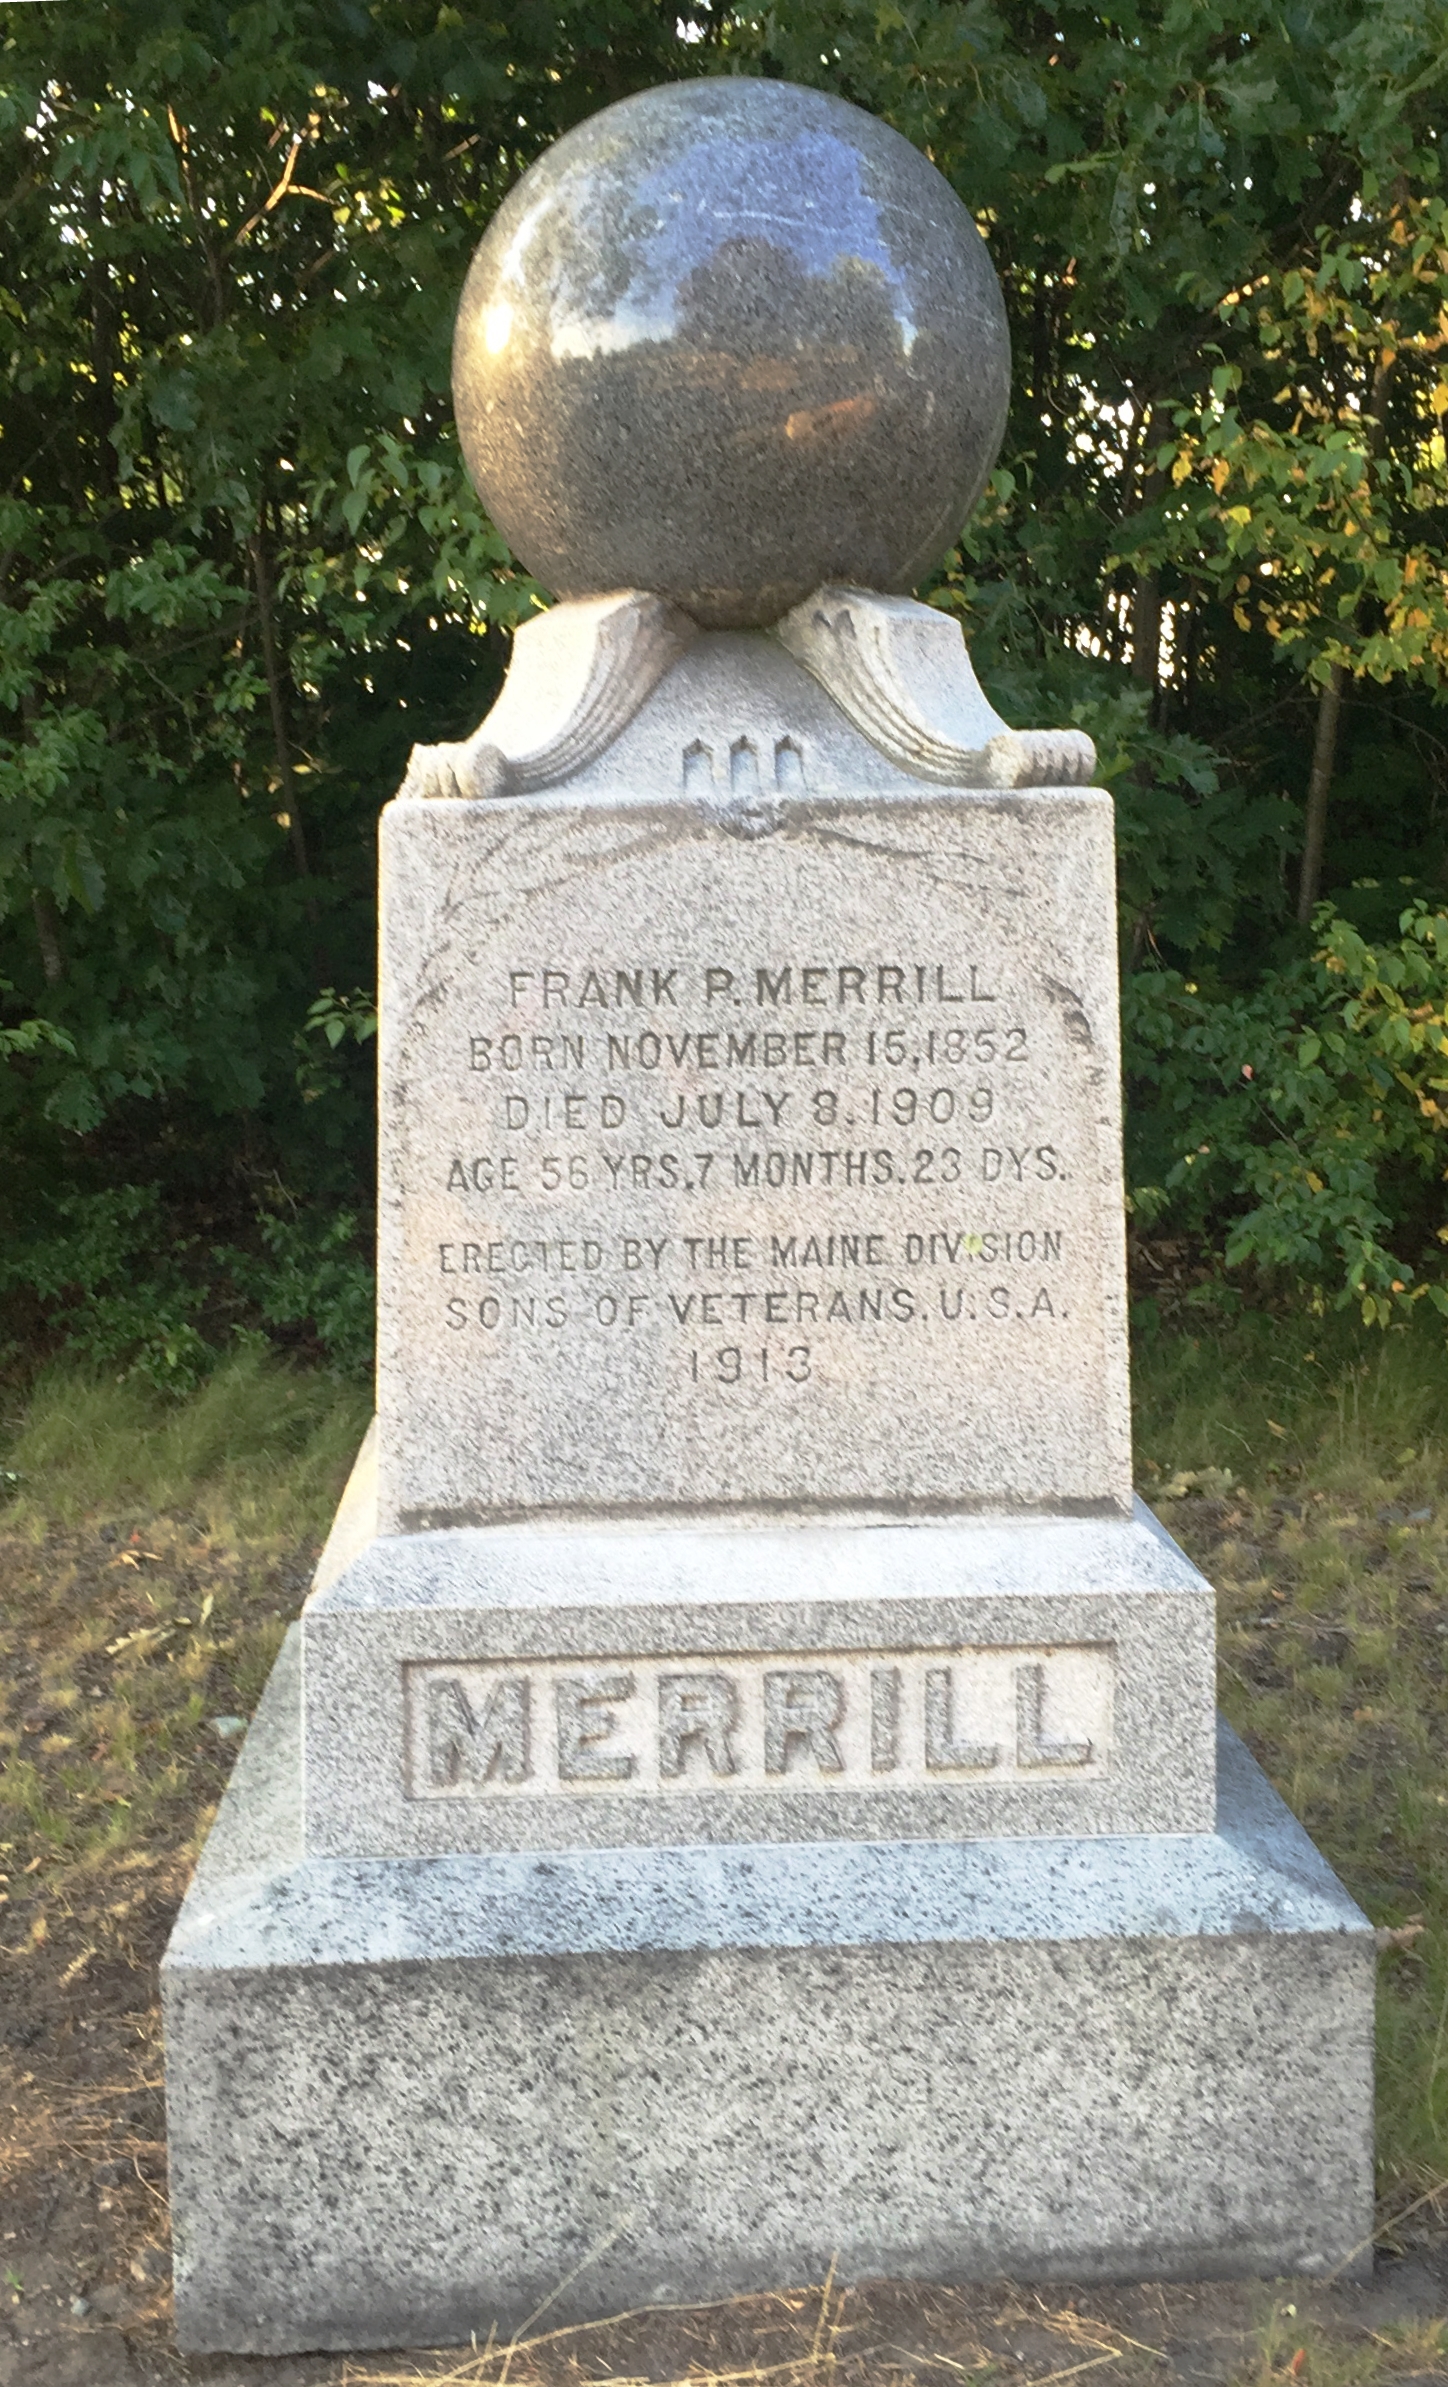 FRANK P. MERRILL
BORN NOVEMBER 15, 1852
DIED JULY 8. 1909
AGE 56 YRS. 7 MONTHS. 23 DYS.
ERECTED BY THE MAINE DIVISION
SONS OF VETERANS. U.S.A.
1913
MERRILL